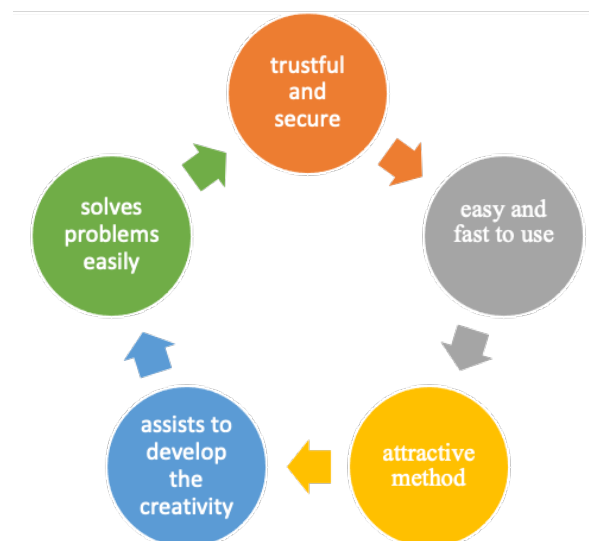 trustful
and
secure
easy and
fast to use
attractive
method
assists to
develop
the
creativity
solves
problems
easily